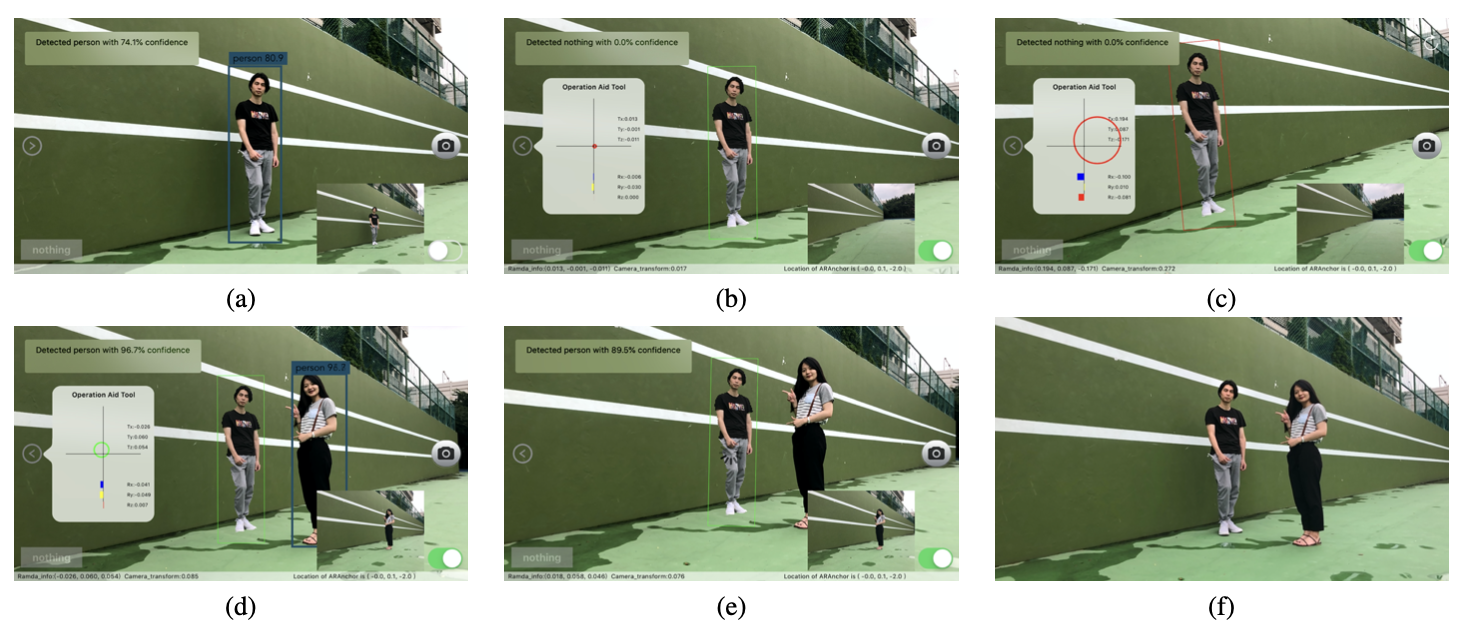 Detected person with 74.1% confidence
person 80.9
nothing
(a)
Detected nothing with 0.0% confidence
Operation Aid Tool
Tx:0.013
Ty:-0.001
Tz:-0.011
Rx:-0.006
Ry:-0.030
Rz:0.000
nothing
Ramda_info:(0.013, -0.001, -0.011) Camera_transform:0.017 Location of ARAnchor is ( -0.0, 0.1, -2.0 )
(b)
Detected nothing with 0.0% confidence
Operation Aid Tool
Tx:0.194
Ty:0.087
Tz:-0.171
Rx:-0.100
Ry:0.010
Rz:-0.081
nothing
Ramda_info:(0.194, 0.087, -0.171) Camera_transform:0.272 Location of ARAnchor is ( -0.0, 0.1, -2.0 )
(c)
Detected person with 96.7% confidence
person 96.7
Operation Aid Tool
Tx:-0.026
Ty:0.060
Tz:0.054
Rx:-0.041
Ry:-0.049
Rz:0.007
nothing
Ramda_info:(-0.026, 0.060, 0.054) Camera_transform:0.085 Location of ARAnchor is ( -0.0, 0.1, -2.0 )
(d)
Detected person with 89.5% confidence
nothing
Ramda_info:(0.018, 0.058, 0.046) Camera_transform:0.076 Location of ARAnchor is ( -0.0, 0.1, -2.0 )
(e)
(f)